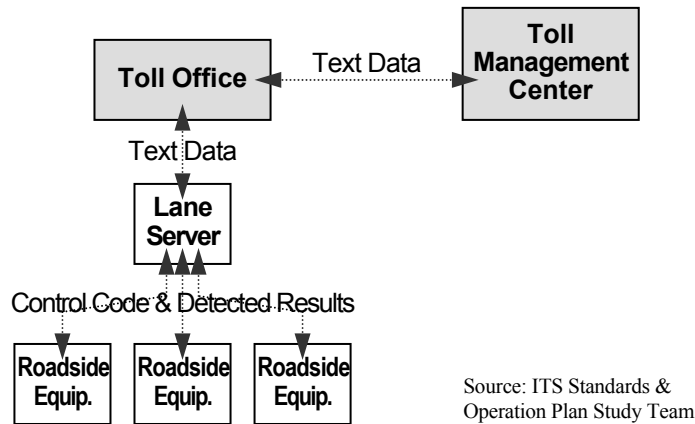 Toll Office
Text Data
Toll
Management
Center
Text Data
Lane
Server
Control Code & Detected Results
Roadside
Equip.
Roadside
Equip.
Roadside
Equip.
Source: ITS Standards &
Operation Plan Study Team